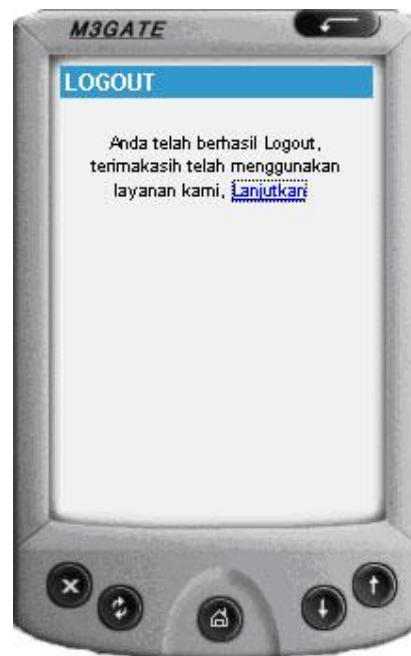 M3GATE
LOGOUT
Anda telah berhasil Logout,
terimakasih telah menggunakan
layanan kami, Lanjutkan